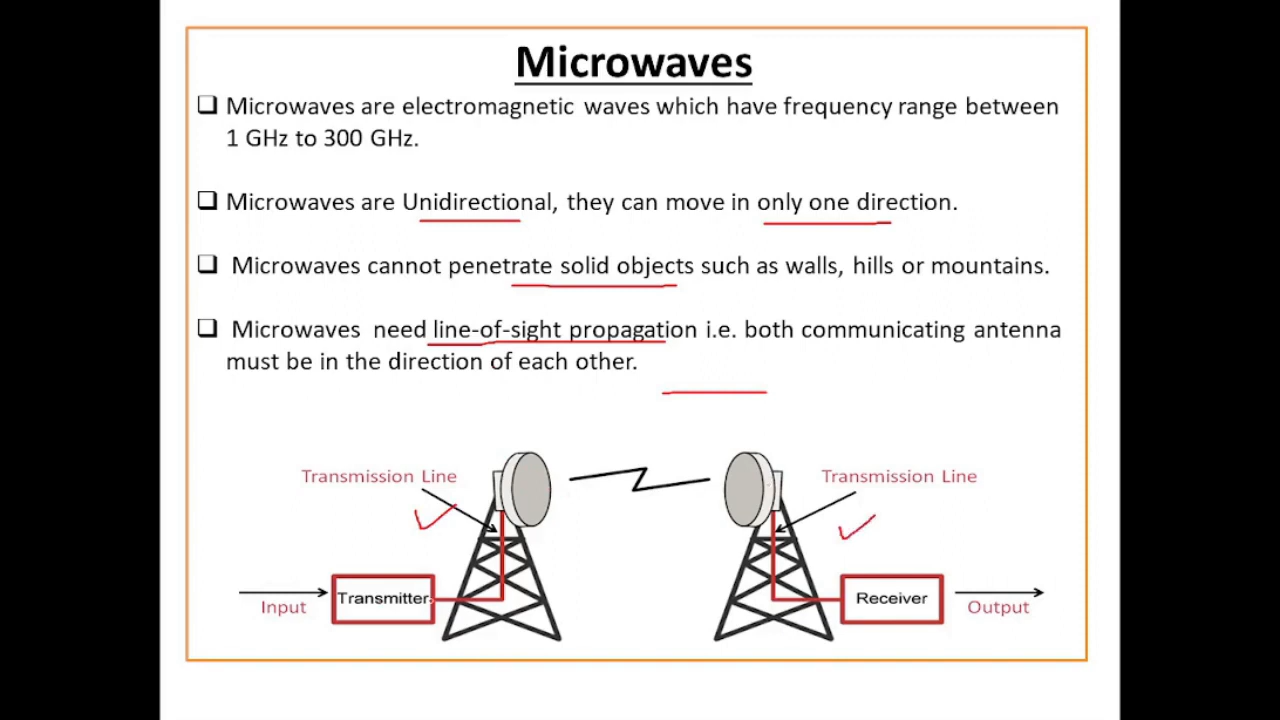 Microwaves
Microwaves are electromagnetic waves which have frequency range between
1 GHz to 300 GHz.
Microwaves are Unidirectional, they can move in only one direction.
Microwaves cannot penetrate solid objects such as walls, hills or mountains.
Microwaves need line-of-sight propagation i.e. both communicating antenna
must be in the direction of each other.
Transmission Line
Transmission Line
Transmitter
Receiver
Input
Output